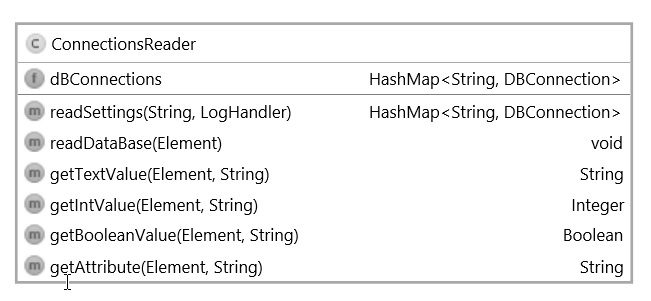 C ConnectionsReader
f dBConnections HashMap<String, DBConnection>
m readSettings(String, LogHandler) HashMap<String, DBConnection>
m readDataBase(Element) void
m getTextValue(Element, String) String
m getIntValue(Element, String) Integer
m getBooleanValue(Element, String) Boolean
m getAttribute(Element, String) String